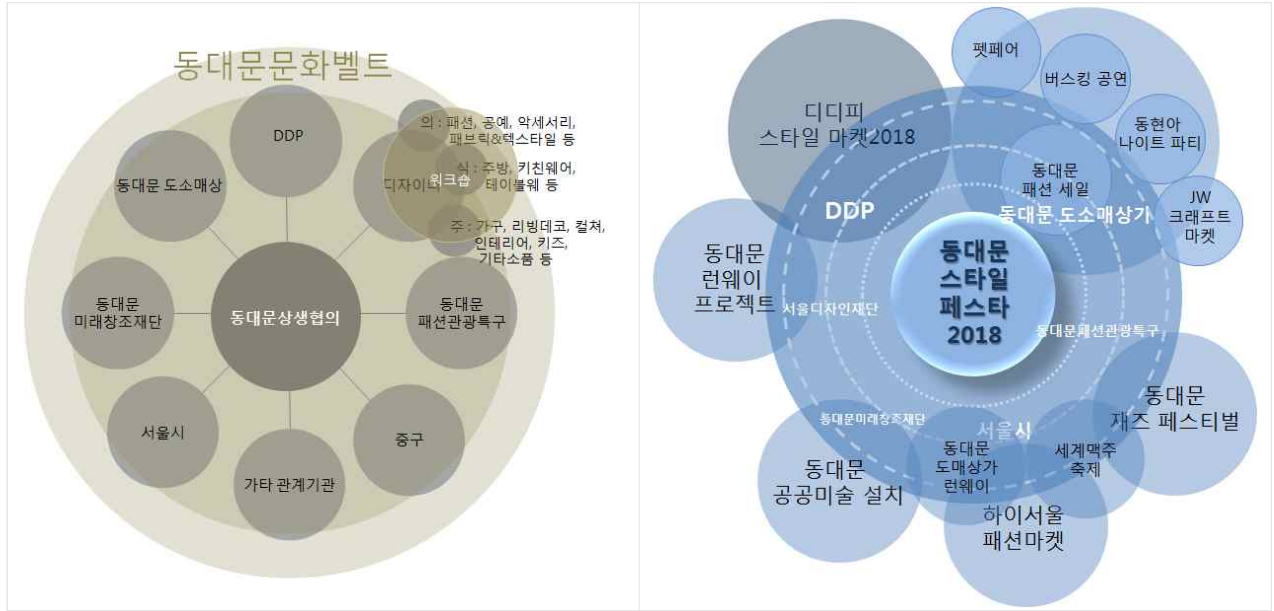 동대문문화벨트
DDP
의 : 패션, 공예, 악세서리,
패브릭&텍스타일 등
동대문 도소매상
디자이너
식 : 주방, 키친웨어,
테이블웨 등
워크숍
주 : 가구, 리빙데코, 컬쳐,
인테리어, 키즈,
기타소품 등
동대문
미래창조재단
동대문상생협의
동대문
패션관광특구
서울시
중구
가타 관계기관
펫페어
버스킹 공연
디디피
스타일 마켓2018
동현아
나이트 파티
동대문
패션 세일
JW
크래프트
마켓
DDP
동대문 도소매상가
동대문
런웨이
프로젝트
동대문
스타일
페스타
2018
서울디자인재단
동대문패션관광특구
동대문
재즈 페스티벌
동대문미래창조재단
서울시
동대문
공공미술 설치
동대문
도매상가
런웨이
세계맥주
축제
하이서울
패션마켓